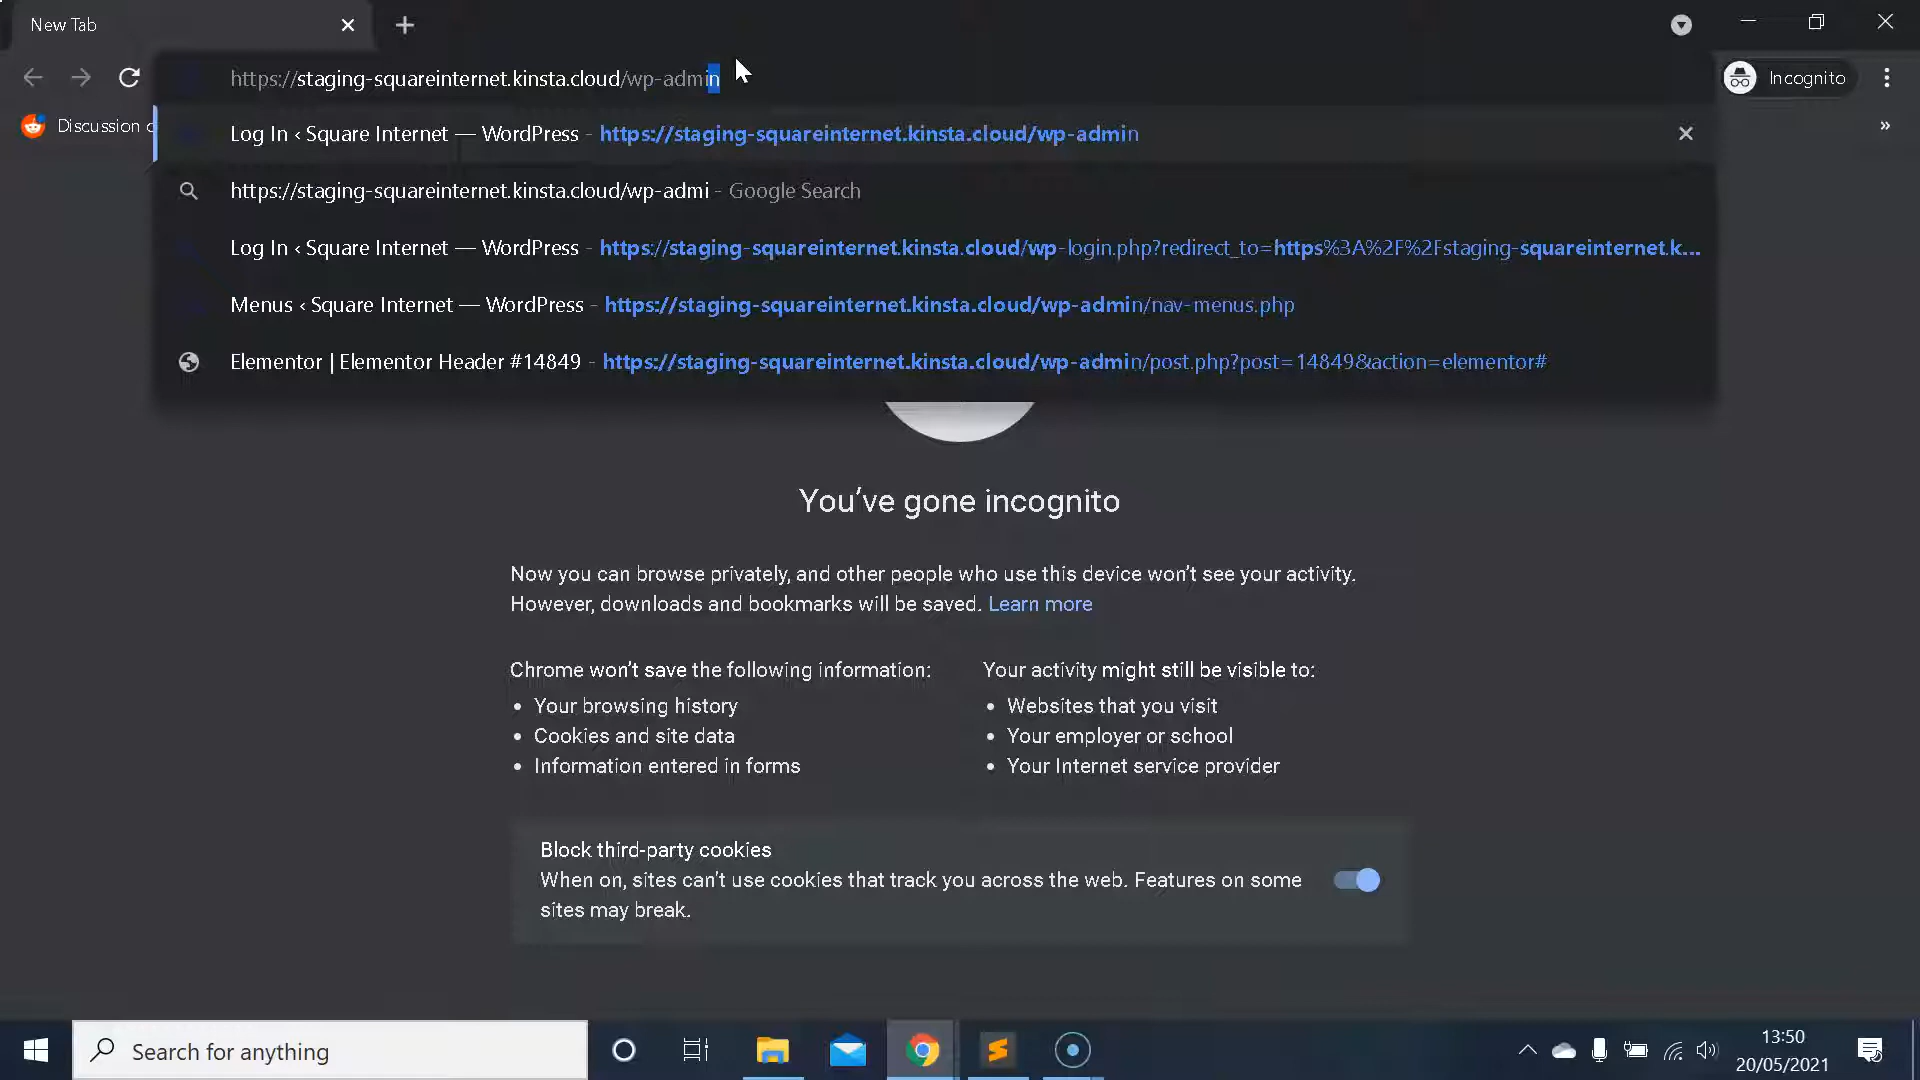 New Tab
https://staging-squareinternet.kinsta.cloud/wp-admin
Incognito
Discussion
»
Log In ‹ Square Internet — WordPress - https://staging-squareinternet.kinsta.cloud/wp-admin
https://staging-squareinternet.kinsta.cloud/wp-admi - Google Search
Log In ‹ Square Internet — WordPress - https://staging-squareinternet.kinsta.cloud/wp-login.php?redirect_to=https%3A%2F%2Fstaging-squareinternet.k...
Menus ‹ Square Internet — WordPress - https://staging-squareinternet.kinsta.cloud/wp-admin/nav-menus.php
Elementor | Elementor Header #14849 - https://staging-squareinternet.kinsta.cloud/wp-admin/post.php?post=14849&action=elementor#
You've gone incognito
Now you can browse privately, and other people who use this device won't see your activity.
However, downloads and bookmarks will be saved. Learn more
Chrome won't save the following information:
• Your browsing history
• Cookies and site data
• Information entered in forms
Your activity might still be visible to:
• Websites that you visit
• Your employer or school
• Your Internet service provider
Block third-party cookies
When on, sites can't use cookies that track you across the web. Features on some
sites may break.
Search for anything
13:50
20/05/2021